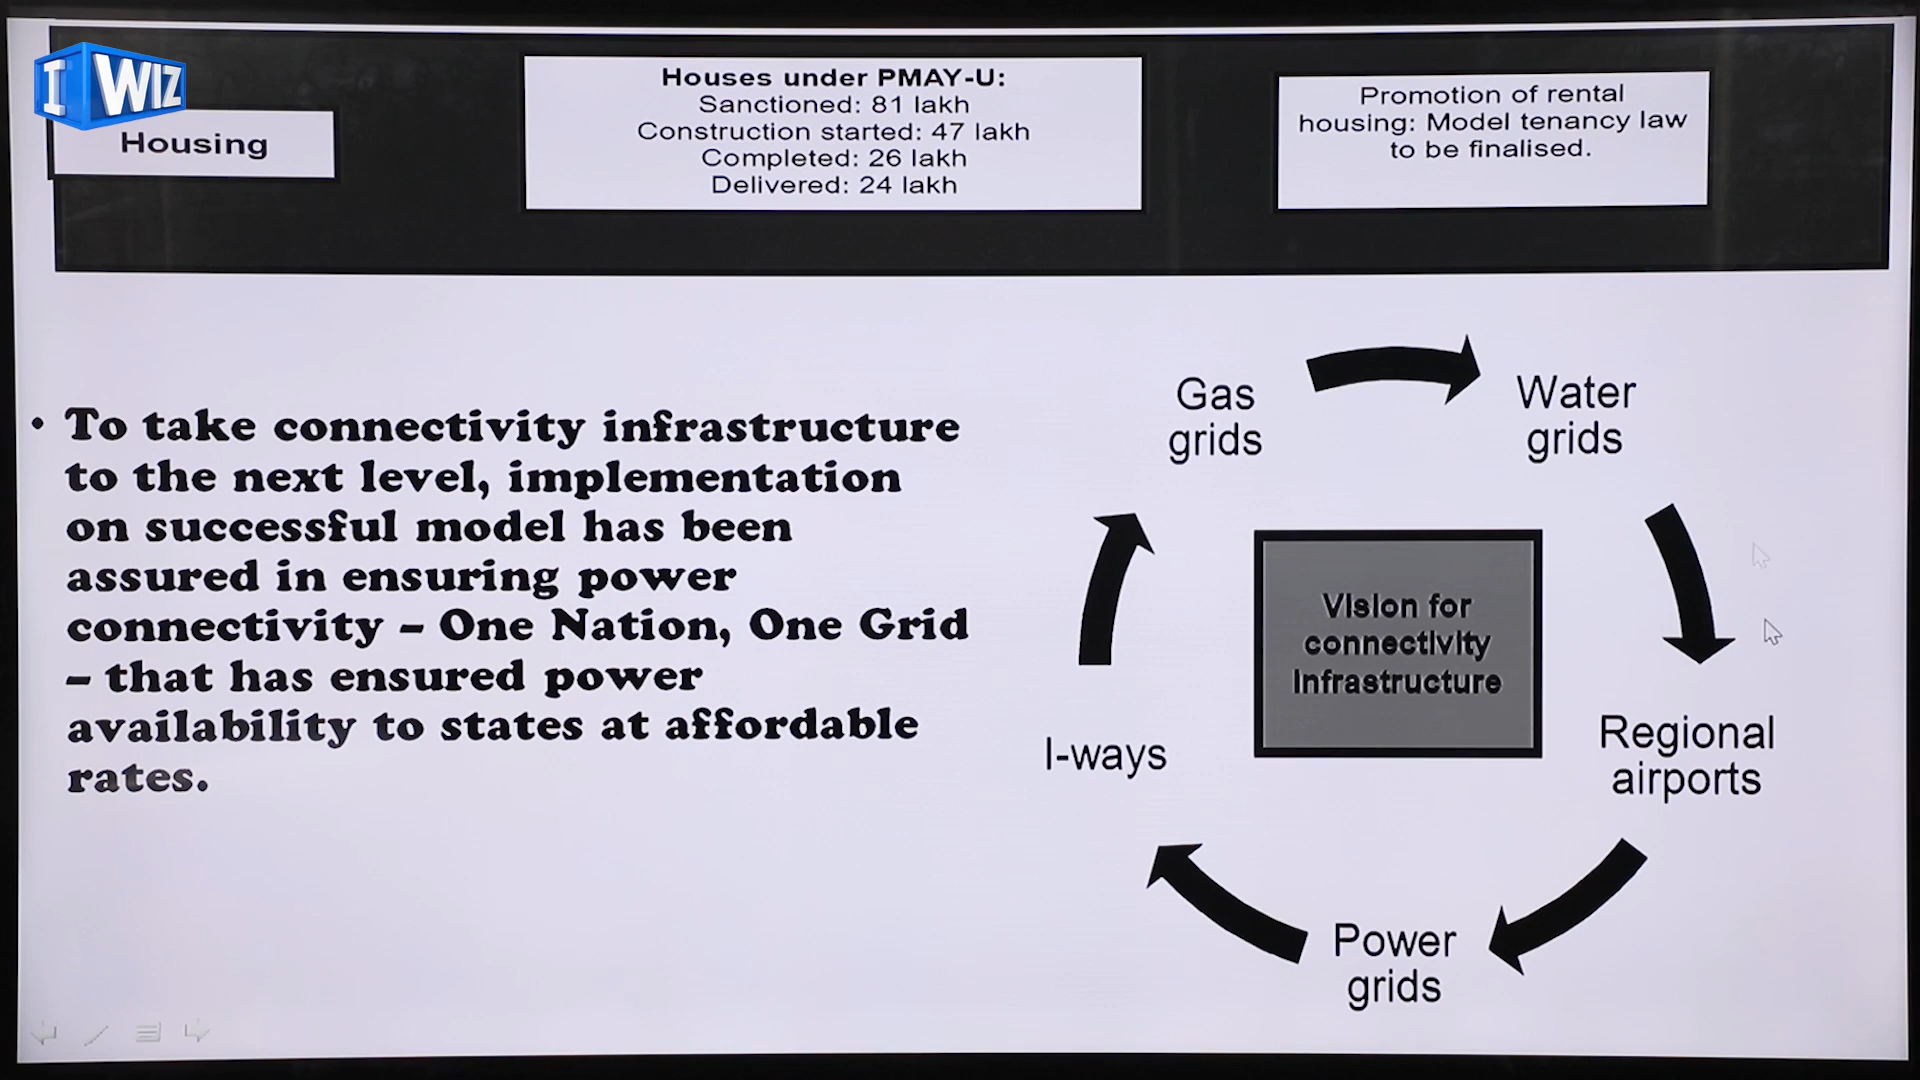 I WIZ
Housing
Houses under PMAY-U:
Sanctioned: 81 lakh
Construction started: 47 lakh
Completed: 26 lakh
Delivered: 24 lakh
Promotion of rental
housing: Model tenancy law
to be finalised.
• To take connectivity infrastructure
to the next level, implementation
on successful model has been
assured in ensuring power
connectivity – One Nation, One Grid
– that has ensured power
availability to states at affordable
rates.
Gas
grids
Water
grids
Vision for
connectivity
infrastructure
I-ways
Regional
airports
Power
grids